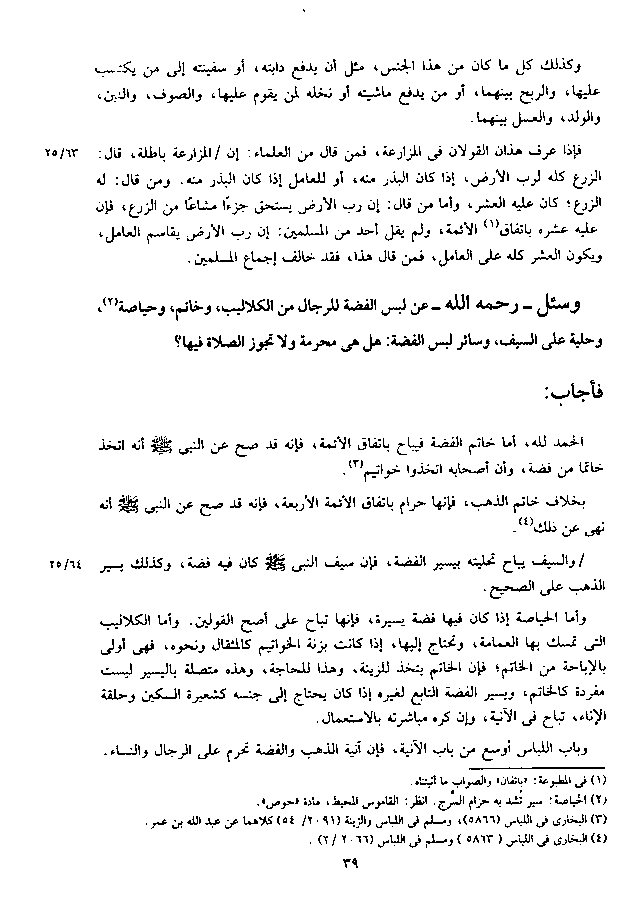 وكذلك كل ما كان من هذا الجنس، مثل أن يدفع دابته، أو سفينته إلى من يكتسب
عليها، والربح بينهما، أو من يدفع ماشيته أو نخله لمن يقوم عليها، والصوف، واللبن،
والولد، والعسل بينهما.
فإذا عرف هذان القولان فى المزارعة، فمن قال من العلماء: إن / المزارعة باطلة، قال: ٢٥/٦٣
الزرع كله لرب الأرض، إذا كان البذر منه، أو للعامل إذا كان البذر منه. ومن قال: له
الزرع؛ كان عليه العشر، وأما من قال: إن رب الأرض يستحق جزءًا مشاعًا من الزرع، فإن
عليه عشره باتفاق(١) الأئمة، ولم يقل أحد من المسلمين: إن رب الأرض يقاسم العامل،
ويكون العشر كله على العامل، فمن قال هذا، فقد خالف إجماع المسلمين.
وسئل ـ رحمه الله ـ عن لبس الفضة للرجال من الكلاليب، وخاتم، وحياصة(٢)،
وحلية على السيف، وسائر لبس الفضة: هل هى محرمة ولا تجوز الصلاة فيها؟
فأجاب:
الحمد لله، أما خاتم الفضة فيباح باتفاق الأئمة، فإنه قد صح عن النبي ﷺ أنه اتخذ
خاتما من فضة، وأن أصحابه اتخذوا خواتيم(٣).
بخلاف خاتم الذهب، فإنها حرام باتفاق الأئمة الأربعة، فإنه قد صح عن النبي ﷺ أنه
نهى عن ذلك(٤).
/ والسيف يباح تحليته بيسير الفضة، فإن سيف النبي ﷺ كان فيه فضة، وكذلك يسير ٢٥/٦٤
الذهب على الصحيح.
وأما الحياصة إذا كان فيها فضة يسيرة، فإنها تباح على أصح القولين. وأما الكلاليب
التى تمسك بها العمامة، وتحتاج إليها، إذا كانت بزنة الخواتيم كالمثقال ونحوه، فهى أولى
بالإباحة من الخاتم؛ فإن الخاتم يتخذ للزينة، وهذا للحاجة، وهذه متصلة باليسير ليست
مفردة كالخاتم، ويسير الفضة التابع لغيره إذا كان يحتاج إلى جنسه كشعيرة السكين وحلقة
الإناء، تباح فى الآنية، وإن كره مباشرته بالاستعمال.
وباب اللباس أوسع من باب الآنية، فإن آنية الذهب والفضة تحرم على الرجال والنساء.
(١) فى المطبوعة: «باتفان» والصواب ما أثبتناه.
(٢) الحياصة: سير تُشد به حزام السَّرج. انظر: القاموس المحيط، مادة «حوص».
(٣) البخارى فى اللباس (٥٨٦٦)، ومسلم فى اللباس والزينة (٢٠٩١/ ٥٤) كلاهما عن عبد الله بن عمر.
(٤) البخارى فى اللباس ( ٥٨٦٣ ) ومسلم فى اللباس (٢٠٦٦ / ٢) .
٣٩